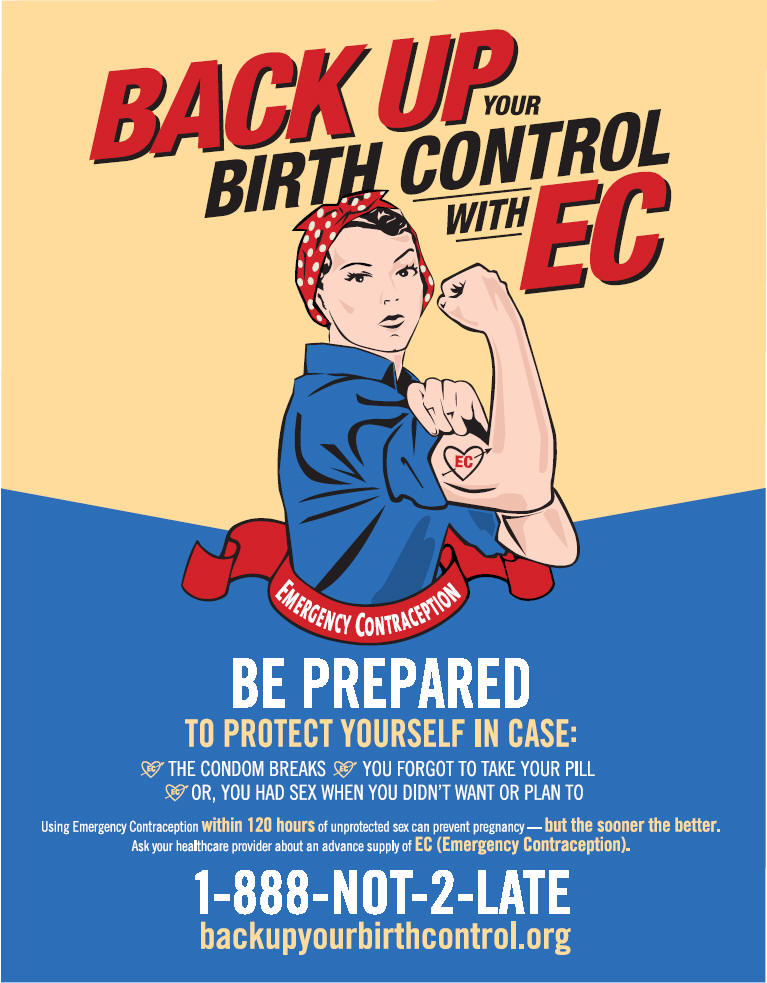 BACK UP YOUR
BIRTH CONTROL
WITH EC
EC
EMERGENCY CONTRACEPTION
BE PREPARED
TO PROTECT YOURSELF IN CASE:
EC THE CONDOM BREAKS EC YOU FORGOT TO TAKE YOUR PILL
EC OR, YOU HAD SEX WHEN YOU DIDN'T WANT OR PLAN TO
Using Emergency Contraception within 120 hours of unprotected sex can prevent pregnancy — but the sooner the better.
Ask your healthcare provider about an advance supply of EC (Emergency Contraception).
1-888-NOT-2-LATE
backupyourbirthcontrol.org